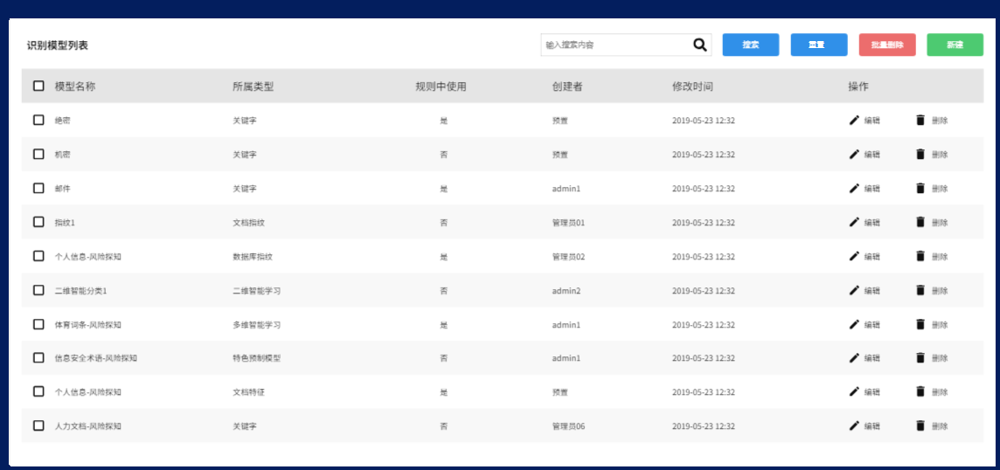 识别模型列表 输入搜索内容 搜索 重置 批量删除 新建
模型名称 所属类型 规则中使用 创建者 修改时间 操作
绝密 关键字 是 预置 2019-05-23 12:32 编辑 删除
机密 关键字 否 预置 2019-05-23 12:32 编辑 删除
邮件 关键字 是 admin1 2019-05-23 12:32 编辑 删除
指纹1 文档指纹 否 管理员01 2019-05-23 12:32 编辑 删除
个人信息-风险探知 数据库指纹 是 管理员02 2019-05-23 12:32 编辑 删除
二维智能分类1 二维智能学习 否 admin2 2019-05-23 12:32 编辑 删除
体育词条-风险探知 多维智能学习 是 admin1 2019-05-23 12:32 编辑 删除
信息安全术语-风险探知 特色预制模型 否 admin1 2019-05-23 12:32 编辑 删除
个人信息-风险探知 文档特征 是 预置 2019-05-23 12:32 编辑 删除
人力文档-风险探知 关键字 否 管理员06 2019-05-23 12:32 编辑 删除